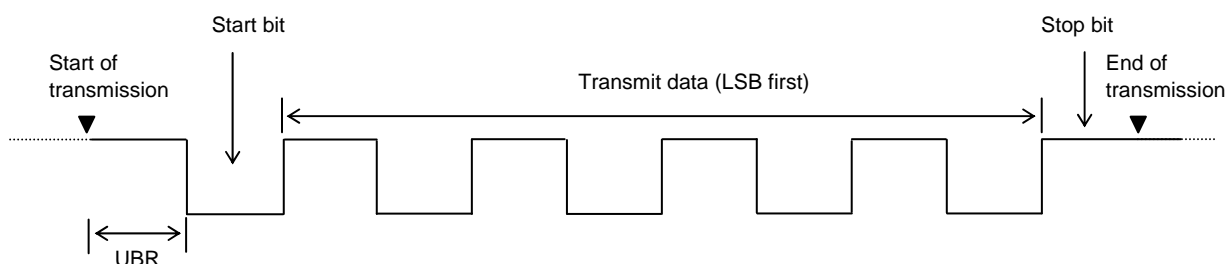 Start bit
Stop bit
Start of
transmission
Transmit data (LSB first)
End of
transmission
UBR